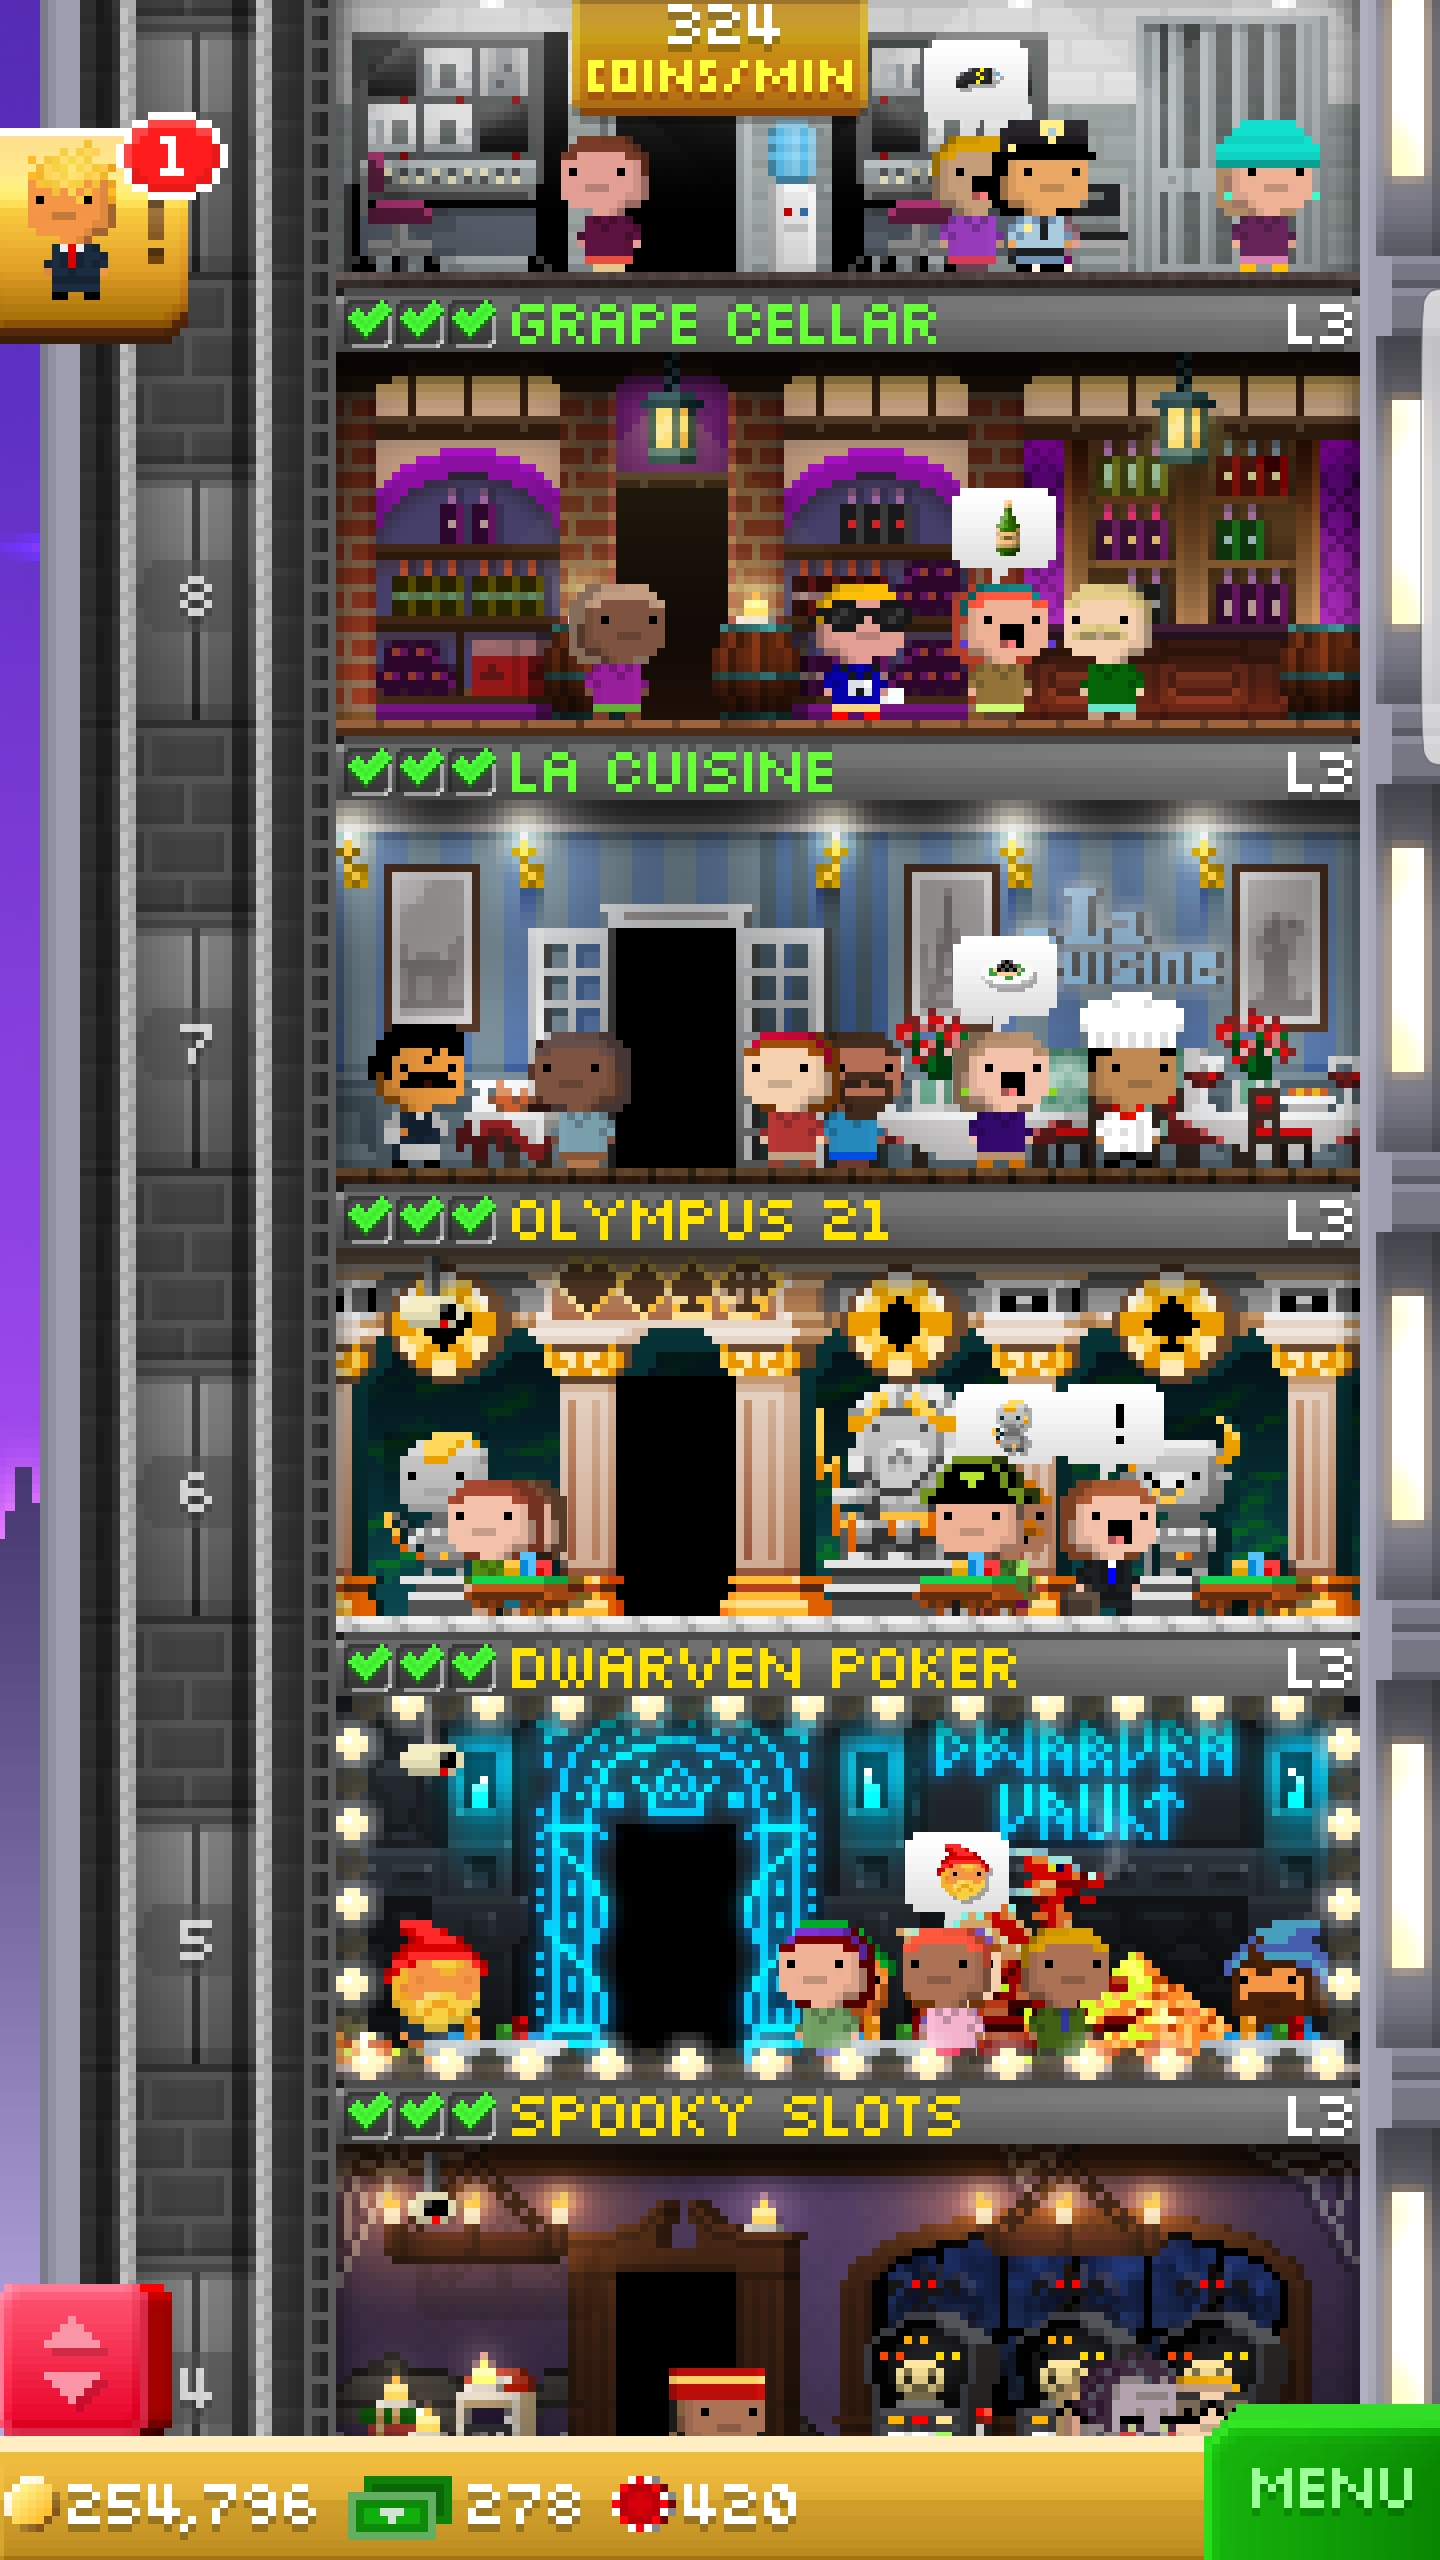 324
COINS/MIN
1
!
GRAPE CELLAR L3
8
LA CUISINE L3
La
Cuisine
7
OLYMPUS 21 L3
!
6
DWARVEN POKER L3
DWARVEN
VAULT
5
SPOOKY SLOTS L3
4
254,796 278 420
MENU